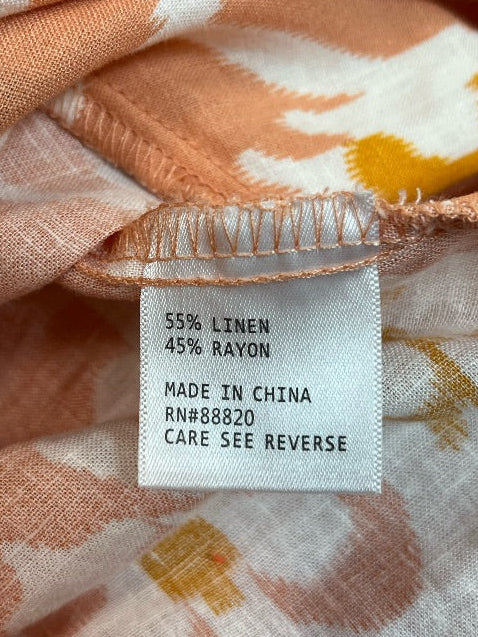 55% LINEN
45% RAYON
MADE IN CHINA
RN#88820
CARE SEE REVERSE